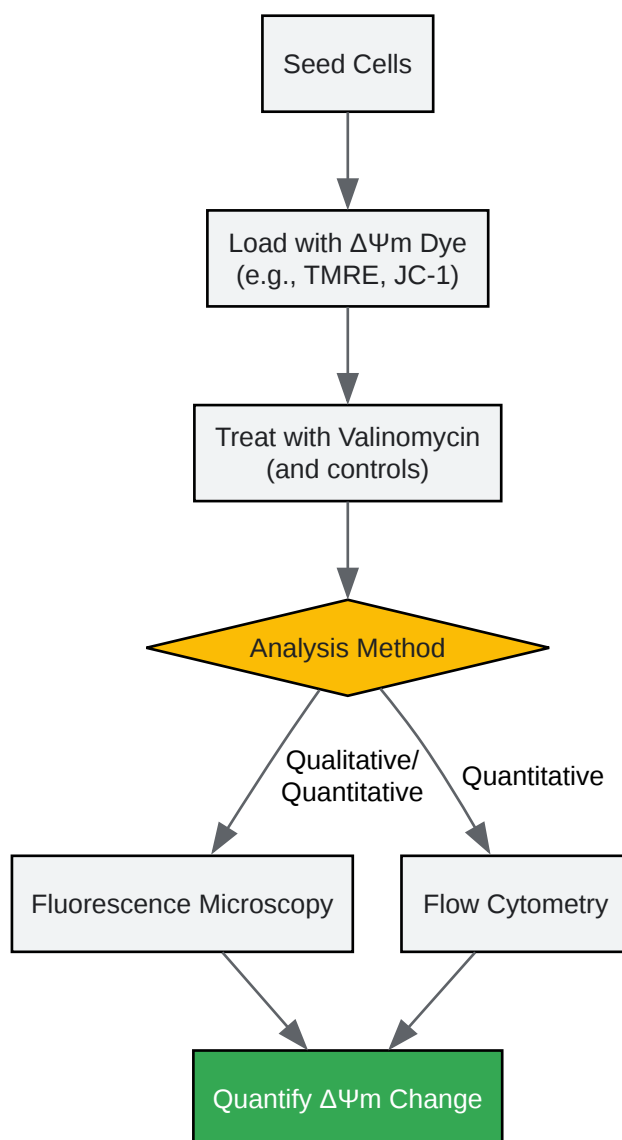 Seed Cells
Load with ΔΨm Dye
(e.g., TMRE, JC-1)
Treat with Valinomycin
(and controls)
Analysis Method
Qualitative/
Quantitative
Quantitative
Fluorescence Microscopy
Flow Cytometry
Quantify ΔΨm Change